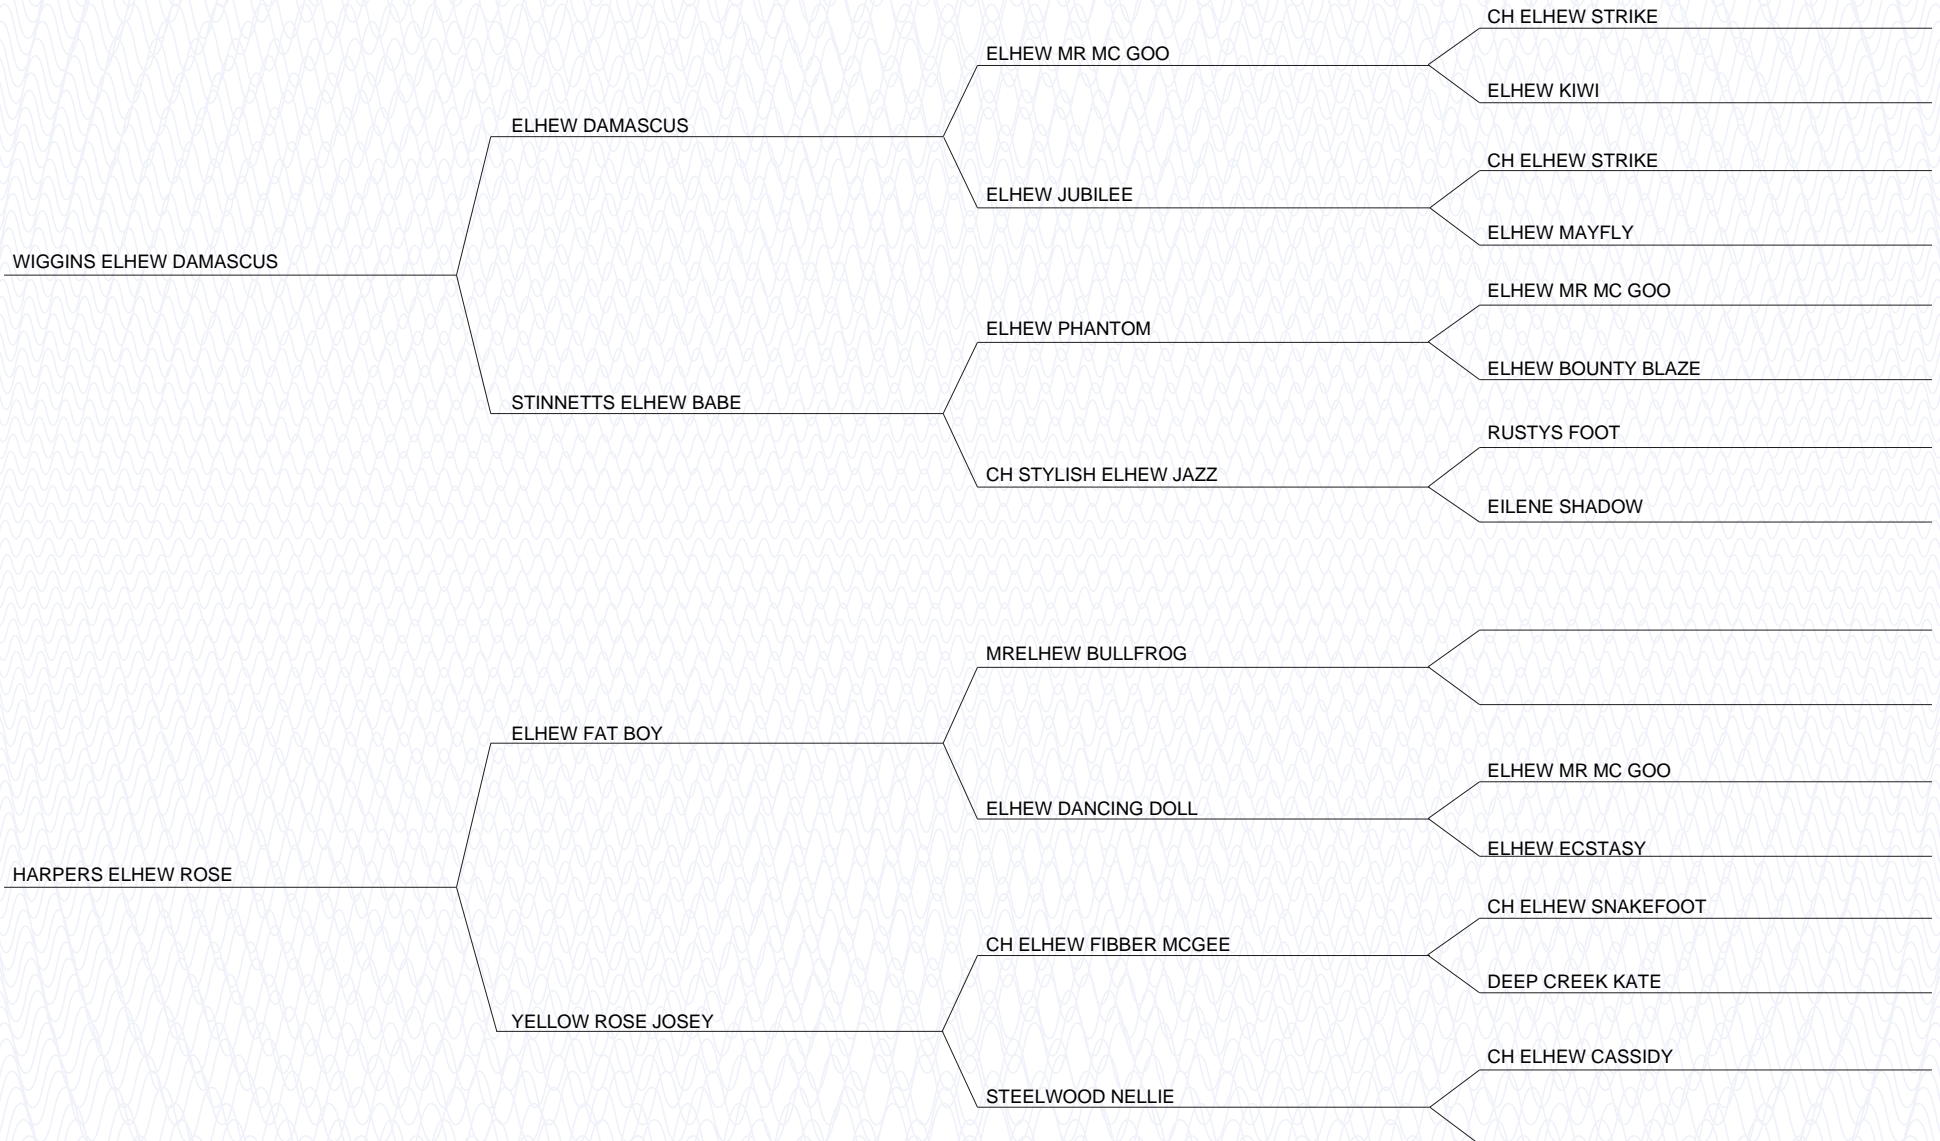 CH ELHEW STRIKE
ELHEW MR MC GOO
ELHEW KIWI
ELHEW DAMASCUS
CH ELHEW STRIKE
ELHEW JUBILEE
ELHEW MAYFLY
WIGGINS ELHEW DAMASCUS
ELHEW MR MC GOO
ELHEW PHANTOM
ELHEW BOUNTY BLAZE
STINNETTS ELHEW BABE
RUSTYS FOOT
CH STYLISH ELHEW JAZZ
EILENE SHADOW
MRELHEW BULLFROG
ELHEW FAT BOY
ELHEW MR MC GOO
ELHEW DANCING DOLL
ELHEW ECSTASY
HARPERS ELHEW ROSE
CH ELHEW SNAKEFOOT
CH ELHEW FIBBER MCGEE
DEEP CREEK KATE
YELLOW ROSE JOSEY
CH ELHEW CASSIDY
STEELWOOD NELLIE